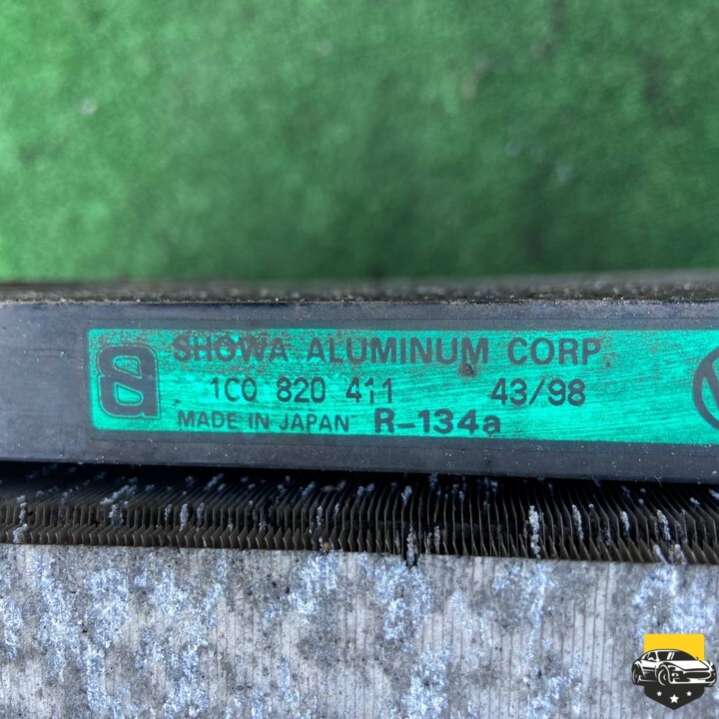 SHOWA ALUMINUM CORP
1C0 820 411 43/98
MADE IN JAPAN R-134a